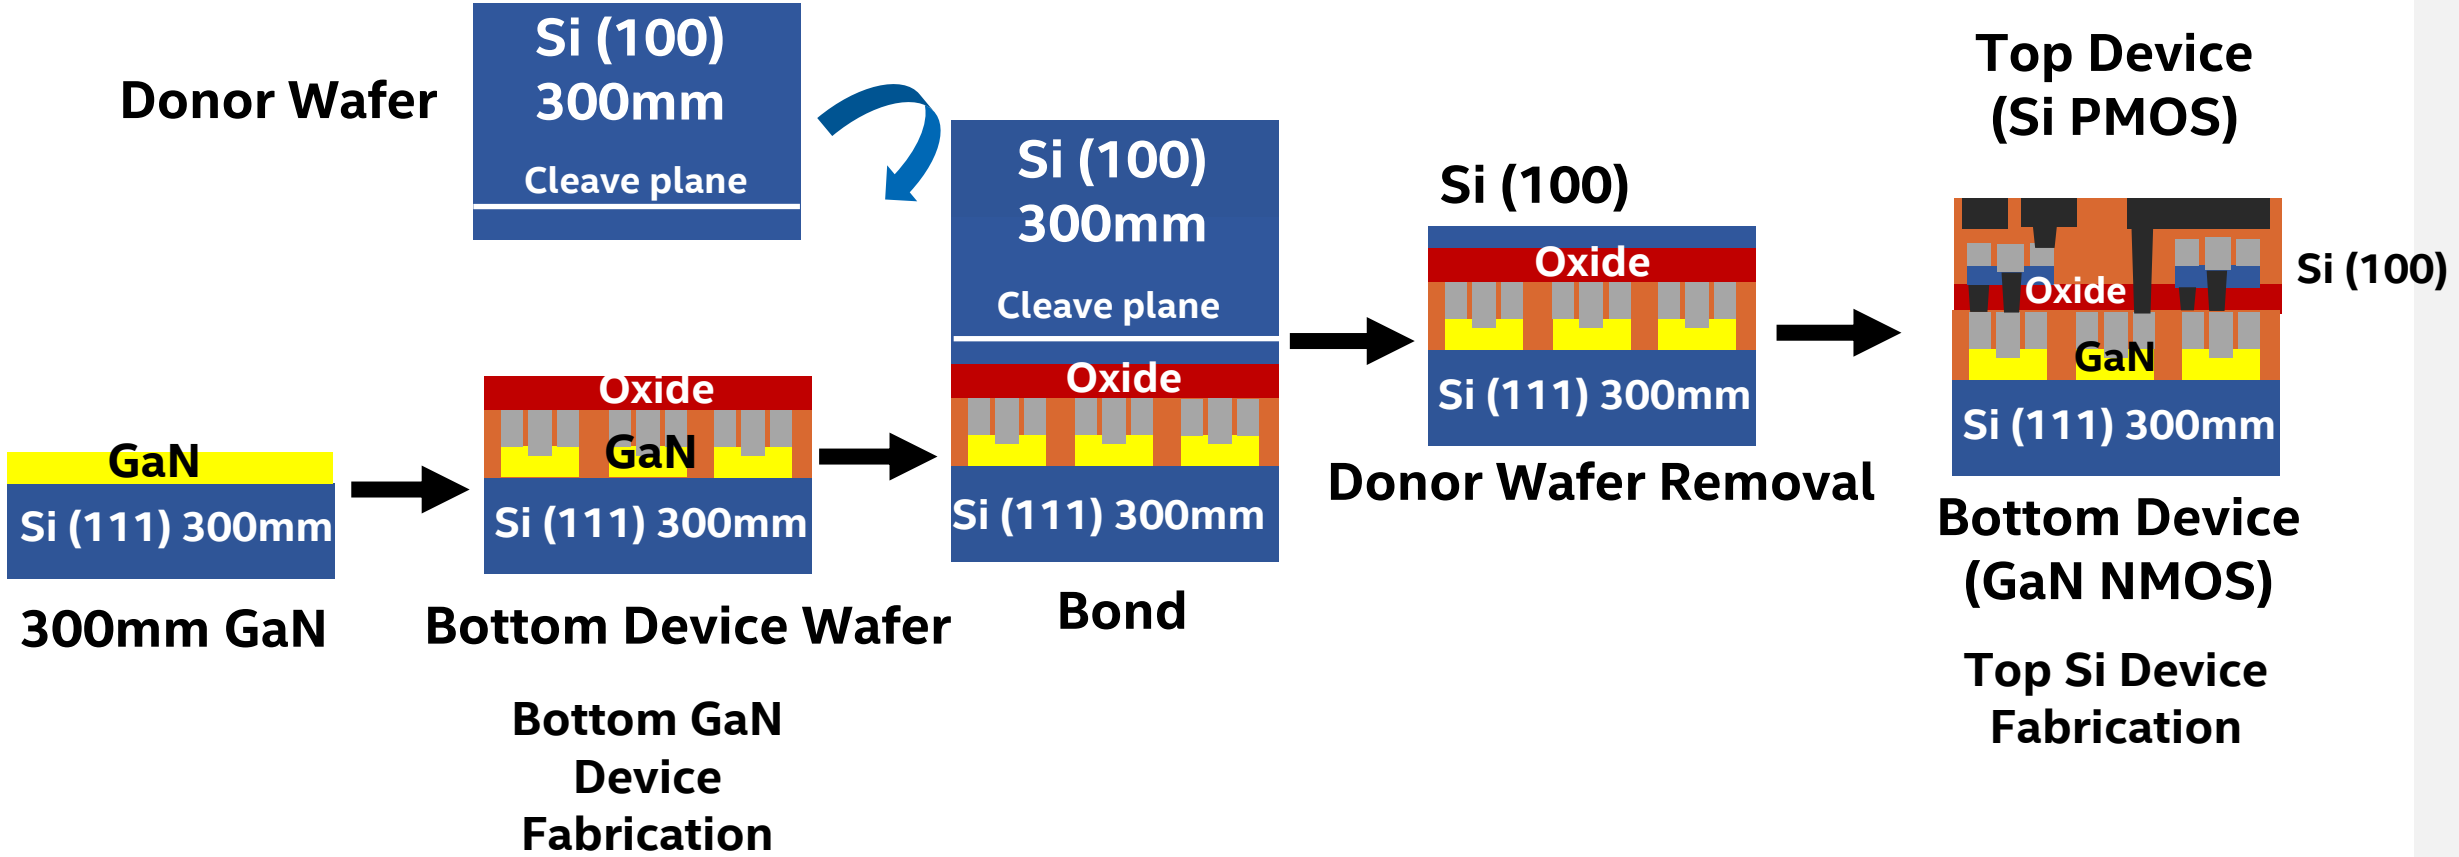 Donor Wafer
Si (100)
300mm
Cleave plane
GaN
Si (111) 300mm
300mm GaN
Oxide
GaN
Si (111) 300mm
Bottom Device Wafer
Bottom GaN
Device
Fabrication
Si (100)
300mm
Cleave plane
Oxide
Si (111) 300mm
Bond
Si (100)
Oxide
Si (111) 300mm
Donor Wafer Removal
Top Device
(Si PMOS)
Si (100)
Oxide
GaN
Si (111) 300mm
Bottom Device
(GaN NMOS)
Top Si Device
Fabrication